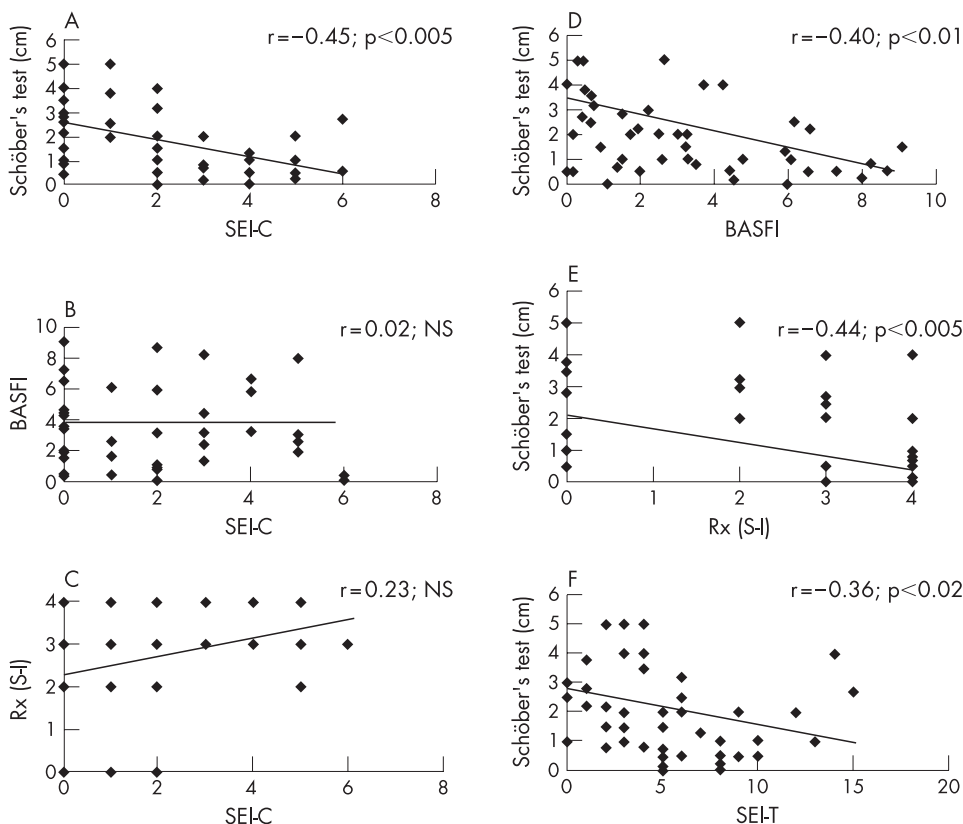 A
r=−0.45; p<0.005
Schöber's test (cm)
6
5
4
3
2
1
0
0 2 4 6 8
SEI-C
D
r=−0.40; p<0.01
Schöber's test (cm)
6
5
4
3
2
1
0
0 2 4 6 8 10
BASFI
B
r=0.02; NS
BASFI
10
8
6
4
2
0
0 2 4 6 8
SEI-C
E
r=−0.44; p<0.005
Schöber's test (cm)
6
5
4
3
2
1
0
0 1 2 3 4
Rx (S-I)
C
r=0.23; NS
Rx (S-I)
4
3
2
1
0
0 2 4 6 8
SEI-C
F
r=−0.36; p<0.02
Schöber's test (cm)
6
5
4
3
2
1
0
0 5 10 15 20
SEI-T